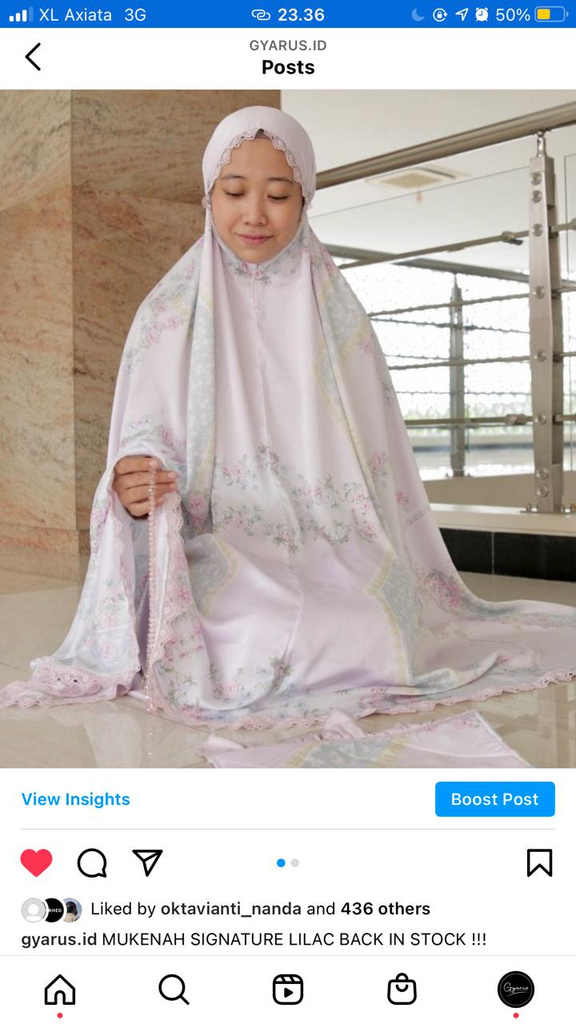 XL Axiata 3G 23.36 50%
GYARUS.ID
Posts
View Insights Boost Post
Liked by oktavianti_nanda and 436 others
gyarus.id MUKENAH SIGNATURE LILAC BACK IN STOCK !!!
Gyarus